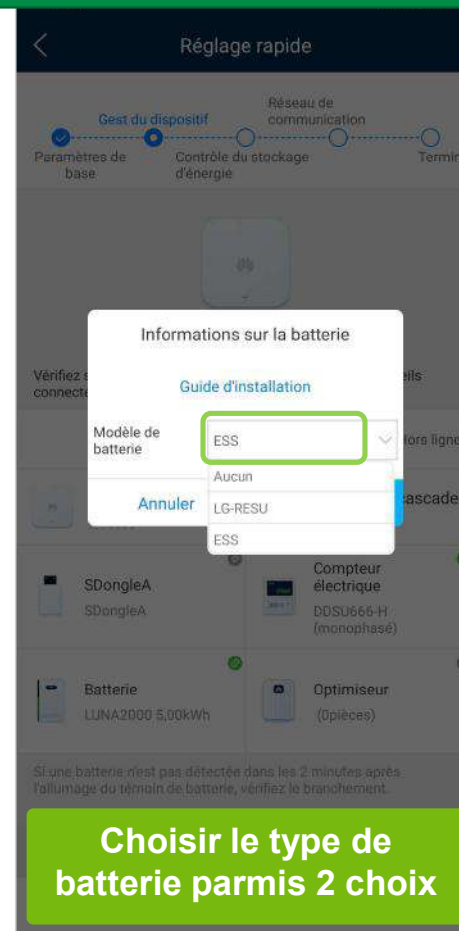 Réglage rapide
Réseau de
Gest du dispositif
communication
Paramètres de
base
Contrôle du stockage
d'énergie
Termin
Informations sur la batterie
Vérifiez
connecte
Guide d'installation
eils
Modèle de
batterie
ESS
ors ligne
Aucun
Annuler
LG-RESU
ascade
ESS
SDongleA
SDongleA
Compteur
électrique
DDSU666-H
(monophasé)
Batterie
LUNA2000 5,00kWh
Optimiseur
(0pièces)
Si une batterie n'est pas détectée dans les 2 minutes après
l'allumage du témoin de batterie, vérifiez le branchement.
Choisir le type de
batterie parmis 2 choix